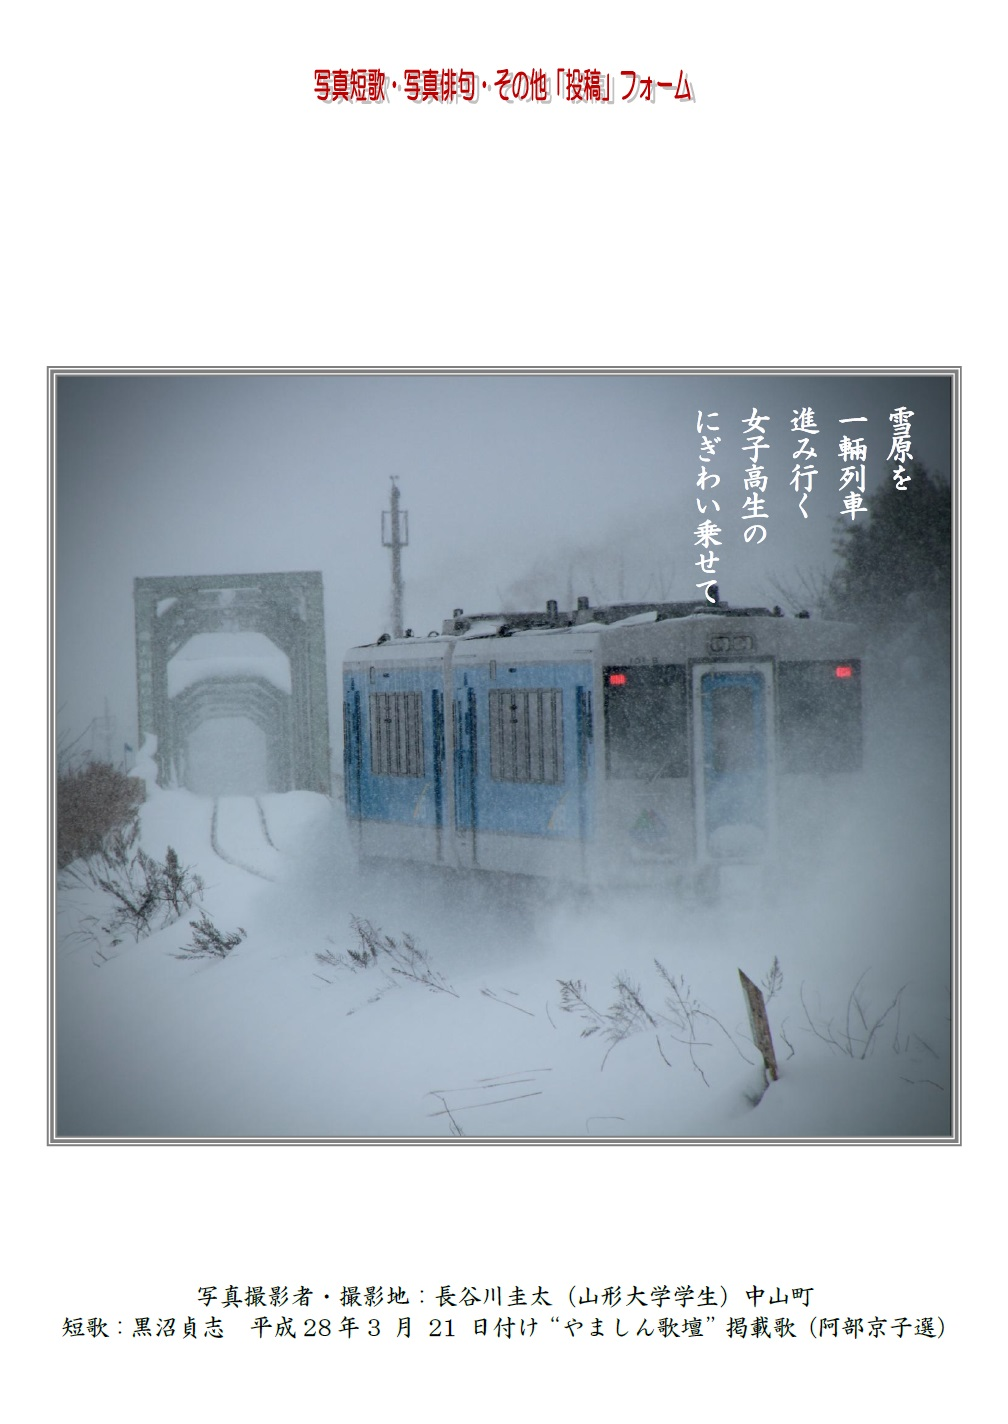 写真短歌・写真俳句・その他「投稿」フォーム
雪原を
一輛列車
進み行く
女子高生の
にぎわい乗せて
写真撮影者・撮影地：長谷川圭太（山形大学学生）中山町
短歌：黒沼貞志　平成28年3 月 21 日付け“やましん歌壇”掲載歌（阿部京子選）